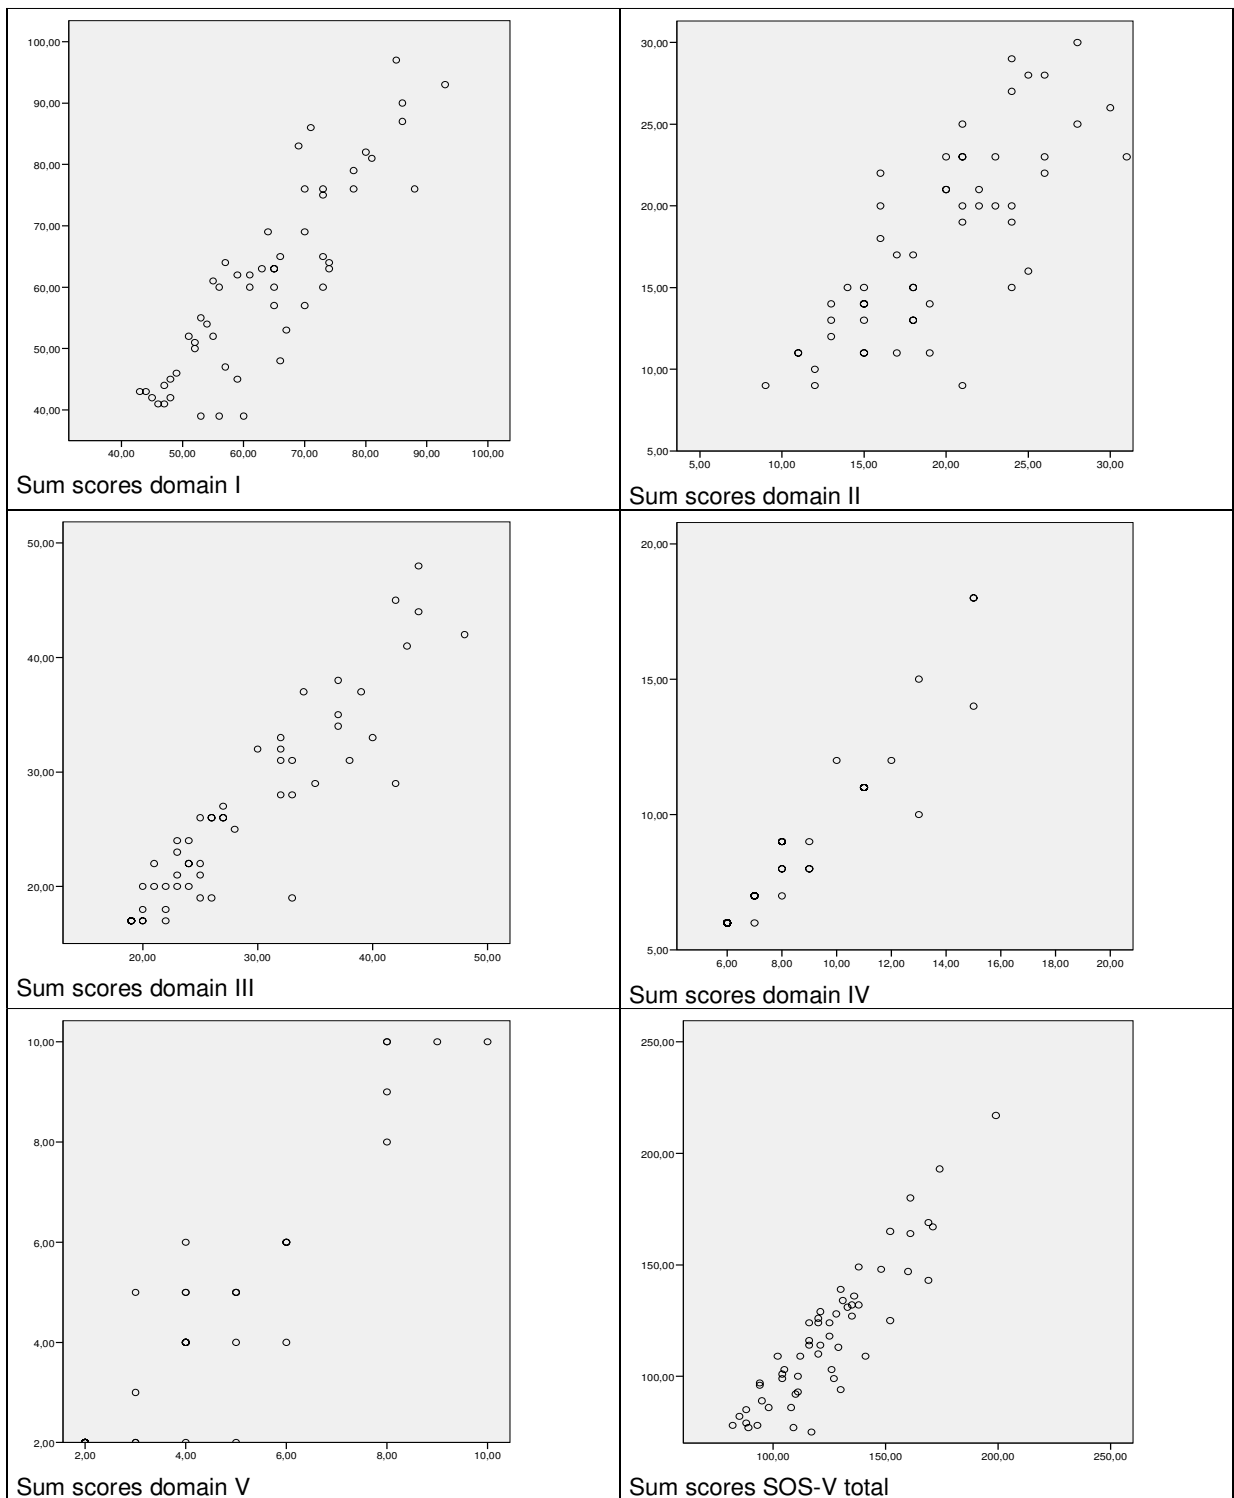 100,00
90,00
80,00
70,00
60,00
50,00
40,00
40,00 50,00 60,00 70,00 80,00 90,00 100,00
Sum scores domain I
30,00
25,00
20,00
15,00
10,00
5,00
5,00 10,00 15,00 20,00 25,00 30,00
Sum scores domain II
50,00
40,00
30,00
20,00
20,00 30,00 40,00 50,00
Sum scores domain III
20,00
15,00
10,00
5,00
6,00 8,00 10,00 12,00 14,00 16,00 18,00 20,00
Sum scores domain IV
10,00
8,00
6,00
4,00
2,00
2,00 4,00 6,00 8,00 10,00
Sum scores domain V
250,00
200,00
150,00
100,00
100,00 150,00 200,00 250,00
Sum scores SOS-V total